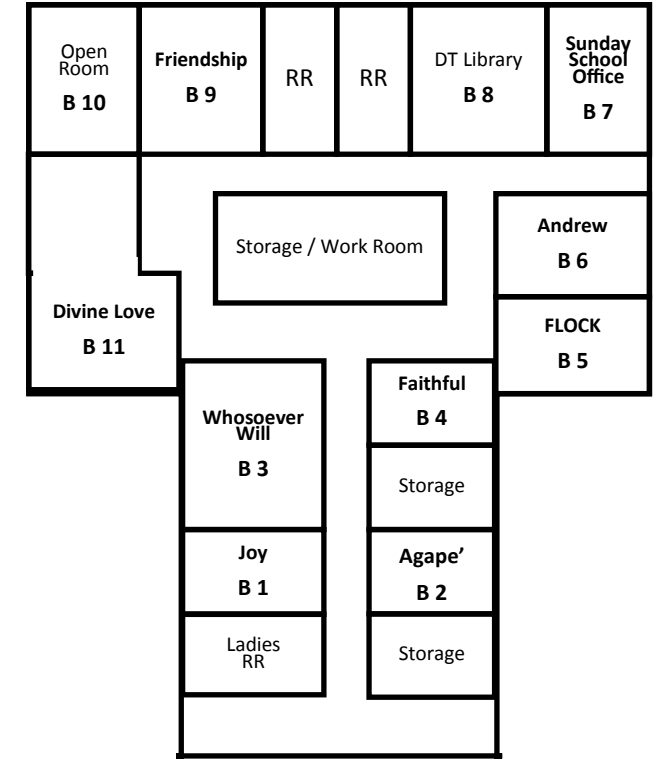 Open
Room
B 10
Friendship
B 9
RR
RR
DT Library
B 8
Sunday
School
Office
B 7
Storage / Work Room
Andrew
B 6
Divine Love
B 11
FLOCK
B 5
Whosoever
Will
B 3
Faithful
B 4
Storage
Joy
B 1
Agape’
B 2
Ladies
RR
Storage